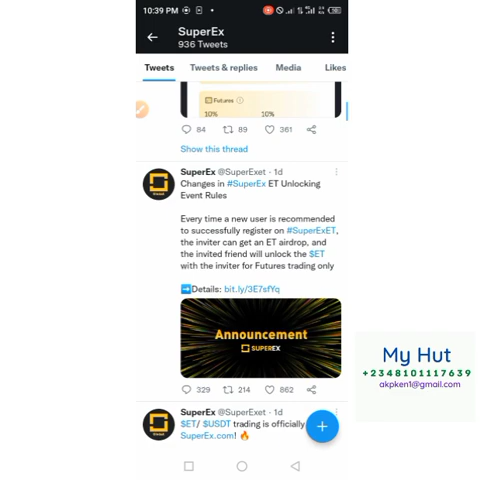 10:39 PM
SuperEx
936 Tweets
Tweets Tweets & replies Media Likes
Futures
10% 10%
84 89 361
Show this thread
SuperEx @SuperExet · 1d
Changes in #SuperEx ET Unlocking
Event Rules
Every time a new user is recommended
to successfully register on #SuperExET,
the inviter can get an ET airdrop, and
the invited friend will unlock the $ET
with the inviter for Futures trading only
➡Details: bit.ly/3E7sfYq
Announcement
SUPEREX
329 214 862
SuperEx @SuperExet · 1d
$ET/ $USDT trading is officially
SuperEx.com! 🔥
My Hut
+2348101117639
akpken1@gmail.com